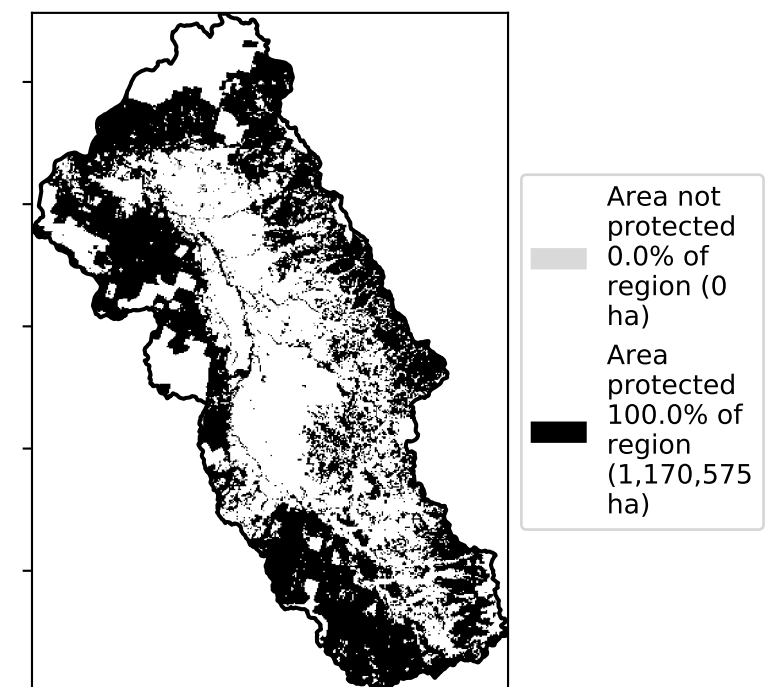 Area not
protected
0.0% of
region (0
ha)
Area
protected
100.0% of
region
(1,170,575
ha)